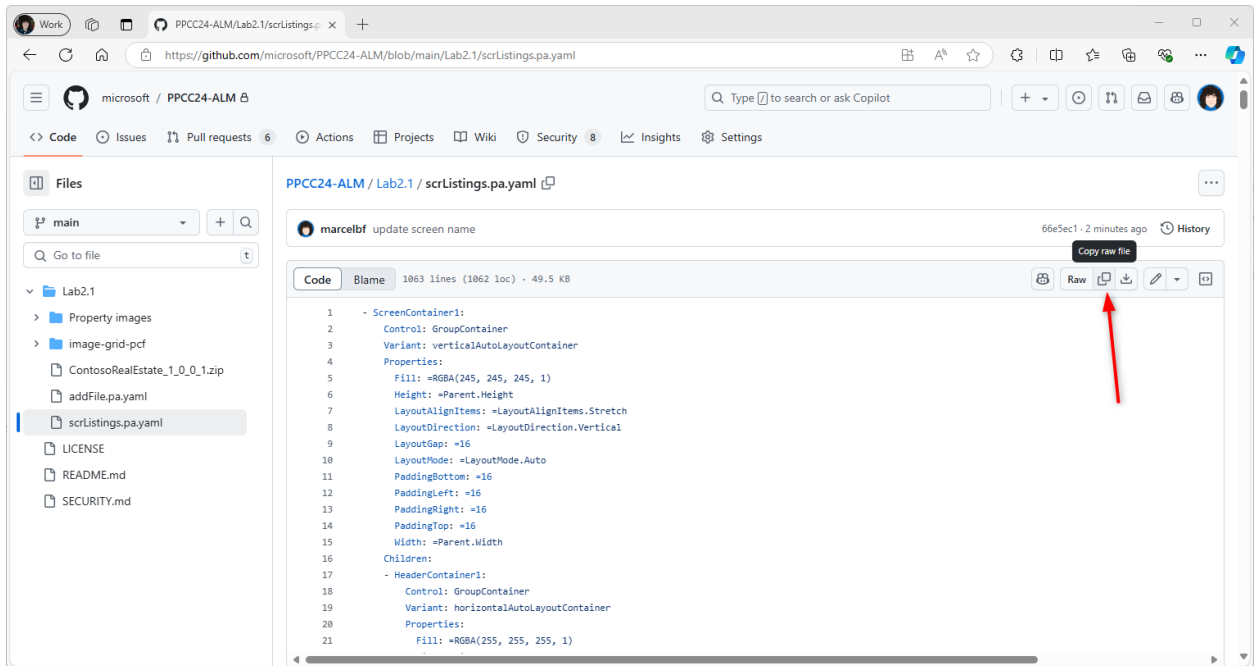 Work
PPCC24-ALM/Lab2.1/scrListings.p
https://github.com/microsoft/PPCC24-ALM/blob/main/Lab2.1/scrListings.pa.yaml
microsoft / PPCC24-ALM
Type / to search or ask Copilot
Code Issues Pull requests 6 Actions Projects Wiki Security 8 Insights Settings
Files
main
Go to file t
Lab2.1
Property images
image-grid-pcf
ContosoRealEstate_1_0_0_1.zip
addFile.pa.yaml
scrListings.pa.yaml
LICENSE
README.md
SECURITY.md
PPCC24-ALM / Lab2.1 / scrListings.pa.yaml
marcelbf update screen name 66e5ec1 · 2 minutes ago History
Copy raw file
Code Blame 1063 lines (1062 loc) · 49.5 KB Raw
1 - ScreenContainer1:
2 Control: GroupContainer
3 Variant: verticalAutoLayoutContainer
4 Properties:
5 Fill: =RGBA(245, 245, 245, 1)
6 Height: =Parent.Height
7 LayoutAlignItems: =LayoutAlignItems.Stretch
8 LayoutDirection: =LayoutDirection.Vertical
9 LayoutGap: =16
10 LayoutMode: =LayoutMode.Auto
11 PaddingBottom: =16
12 PaddingLeft: =16
13 PaddingRight: =16
14 PaddingTop: =16
15 Width: =Parent.Width
16 Children:
17 - HeaderContainer1:
18 Control: GroupContainer
19 Variant: horizontalAutoLayoutContainer
20 Properties:
21 Fill: =RGBA(255, 255, 255, 1)